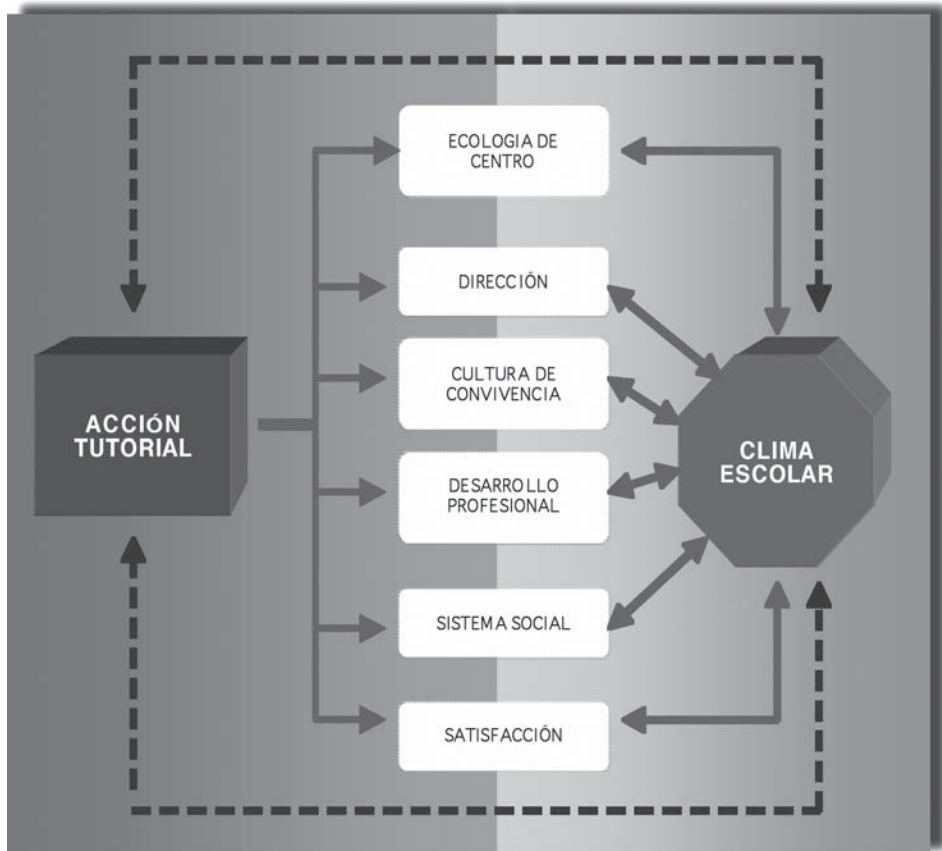 ECOLOGIA DE
CENTRO
DIRECCIÓN
CULTURA DE
CONVIVENCIA
ACCIÓN
TUTORIAL
CLIMA
ESCOLAR
DESARROLLO
PROFESIONAL
SISTEMA SOCIAL
SATISFACCIÓN